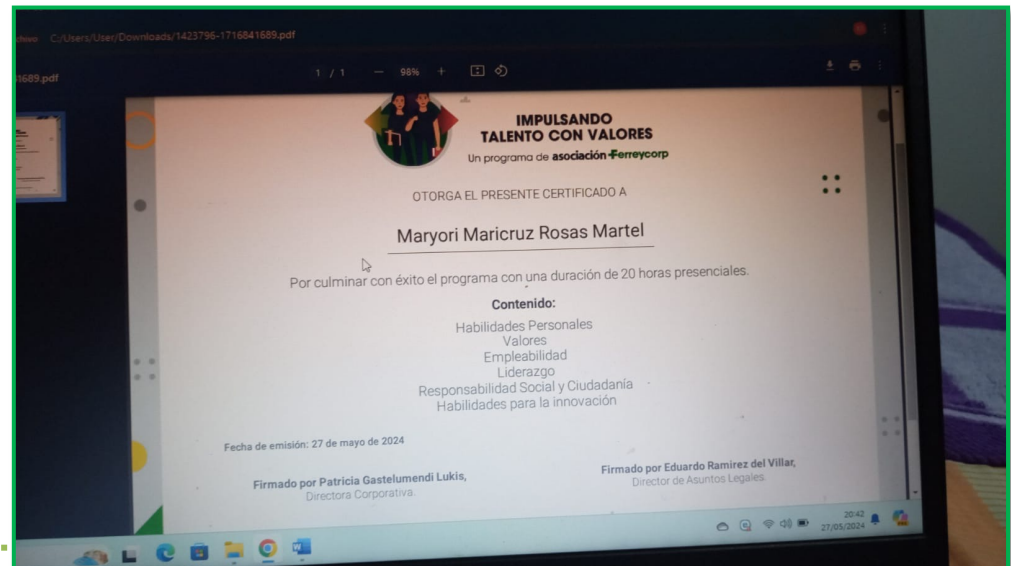 C:/Users/User/Downloads/1423796-1716841689.pdf
1689.pdf
1 / 1 — 98% +
IMPULSANDO
TALENTO CON VALORES
Un programa de asociación Ferreycorp
OTORGA EL PRESENTE CERTIFICADO A
Maryori Maricruz Rosas Martel
Por culminar con éxito el programa con una duración de 20 horas presenciales.
Contenido:
Habilidades Personales
Valores
Empleabilidad
Liderazgo
Responsabilidad Social y Ciudadanía
Habilidades para la innovación
Fecha de emisión: 27 de mayo de 2024
Firmado por Patricia Gastelumendi Lukis,
Directora Corporativa.
Firmado por Eduardo Ramirez del Villar,
Director de Asuntos Legales
20:42
27/05/2024